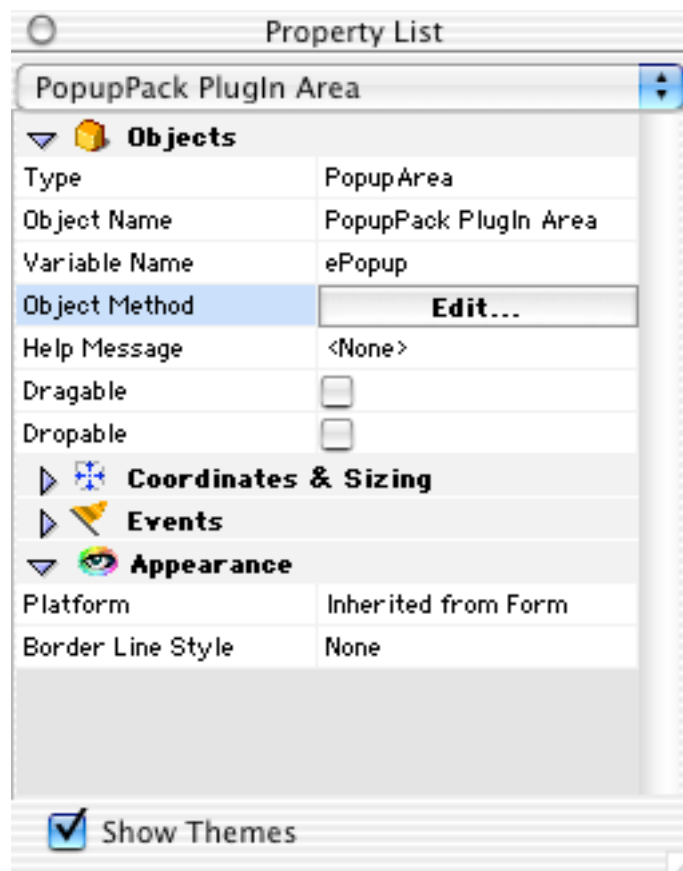 Property List
PopupPack PlugIn Area
Objects
Type PopupArea
Object Name PopupPack PlugIn Area
Variable Name ePopup
Object Method Edit...
Help Message <None>
Dragable
Dropable
Coordinates & Sizing
Events
Appearance
Platform Inherited from Form
Border Line Style None
Show Themes